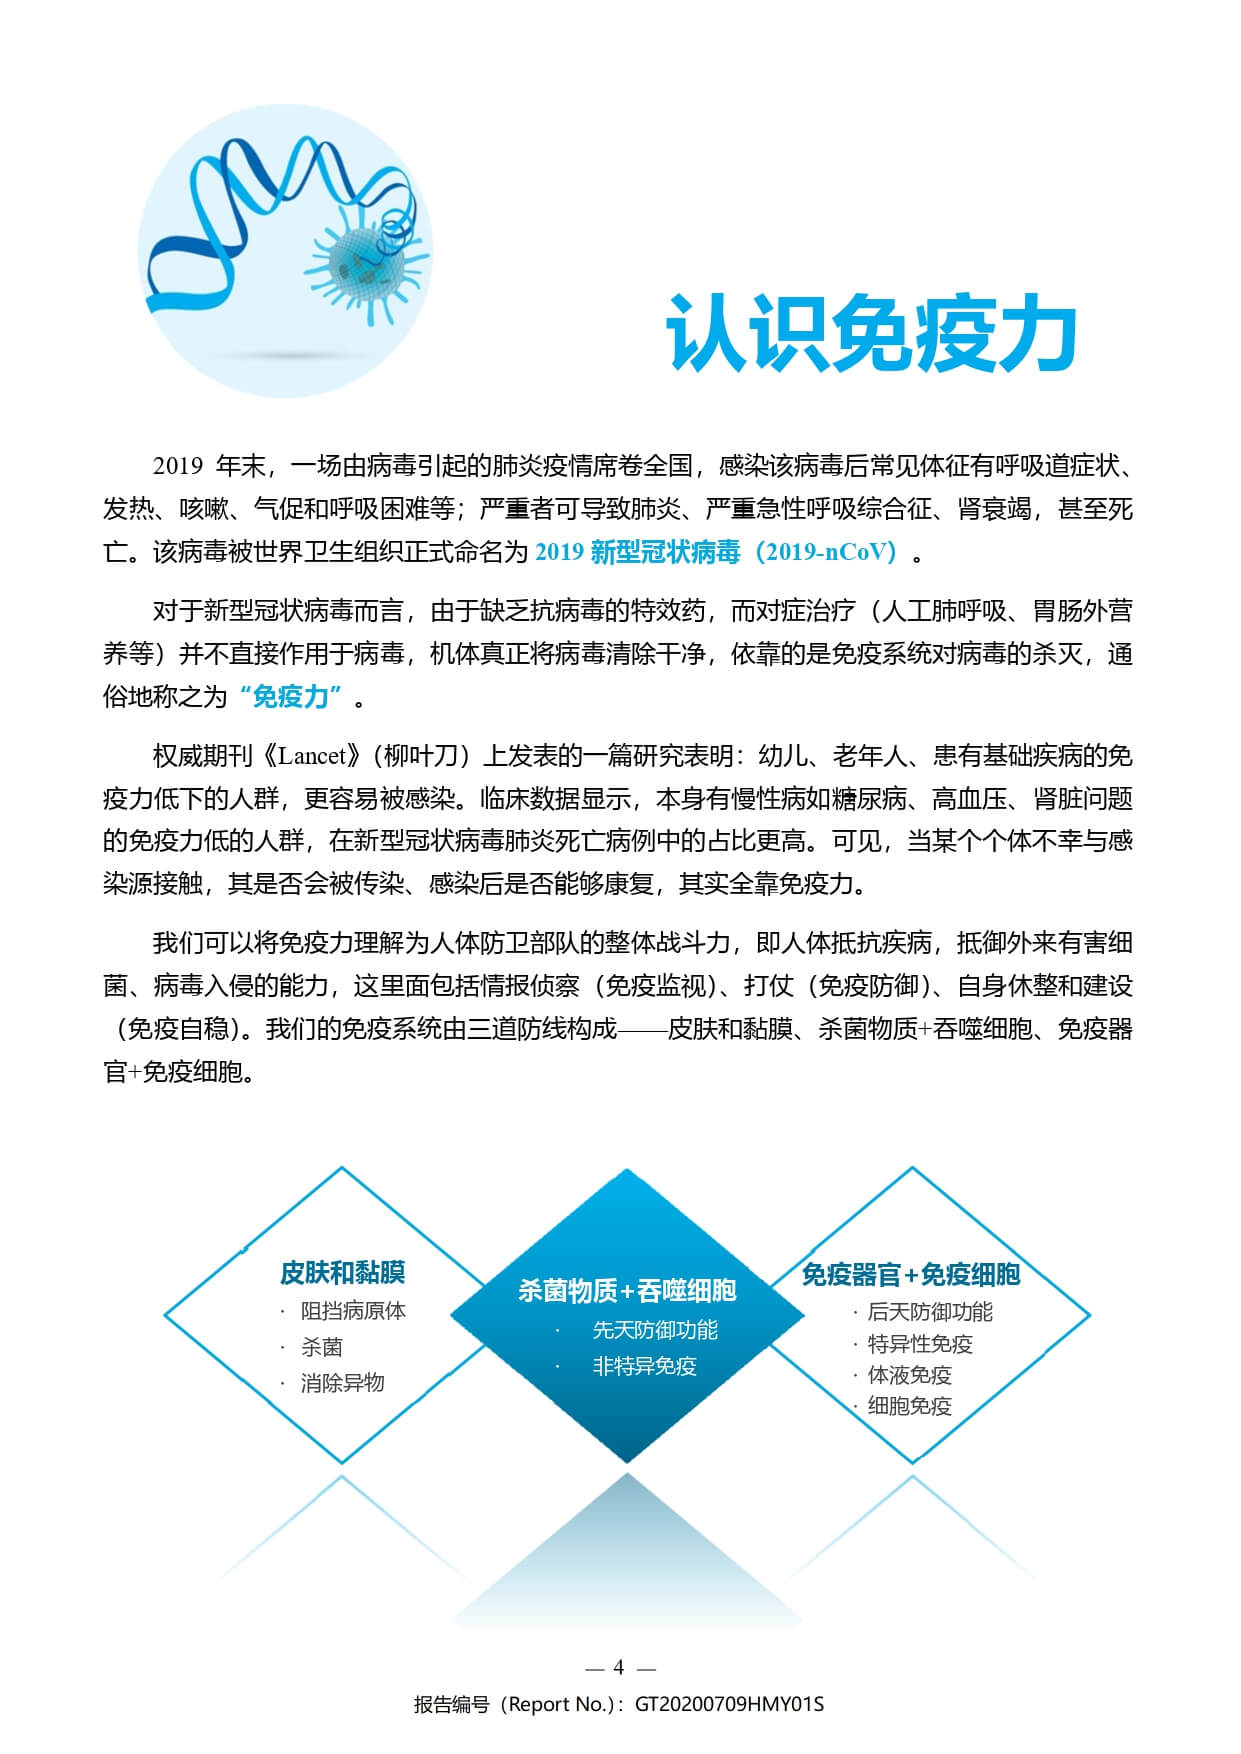 认识免疫力
2019 年末，一场由病毒引起的肺炎疫情席卷全国，感染该病毒后常见体征有呼吸道症状、
发热、咳嗽、气促和呼吸困难等；严重者可导致肺炎、严重急性呼吸综合征、肾衰竭，甚至死
亡。该病毒被世界卫生组织正式命名为 2019 新型冠状病毒（2019-nCoV）。
对于新型冠状病毒而言，由于缺乏抗病毒的特效药，而对症治疗（人工肺呼吸、胃肠外营
养等）并不直接作用于病毒，机体真正将病毒清除干净，依靠的是免疫系统对病毒的杀灭，通
俗地称之为“免疫力”。
权威期刊《Lancet》（柳叶刀）上发表的一篇研究表明：幼儿、老年人、患有基础疾病的免
疫力低下的人群，更容易被感染。临床数据显示，本身有慢性病如糖尿病、高血压、肾脏问题
的免疫力低的人群，在新型冠状病毒肺炎死亡病例中的占比更高。可见，当某个个体不幸与感
染源接触，其是否会被传染、感染后是否能够康复，其实全靠免疫力。
我们可以将免疫力理解为人体防卫部队的整体战斗力，即人体抵抗疾病，抵御外来有害细
菌、病毒入侵的能力，这里面包括情报侦察（免疫监视）、打仗（免疫防御）、自身休整和建设
（免疫自稳）。我们的免疫系统由三道防线构成——皮肤和黏膜、杀菌物质+吞噬细胞、免疫器
官+免疫细胞。
皮肤和黏膜
· 阻挡病原体
· 杀菌
· 消除异物
杀菌物质+吞噬细胞
· 先天防御功能
· 非特异免疫
免疫器官+免疫细胞
· 后天防御功能
· 特异性免疫
· 体液免疫
· 细胞免疫
— 4 —
报告编号（Report No.）：GT20200709HMY01S